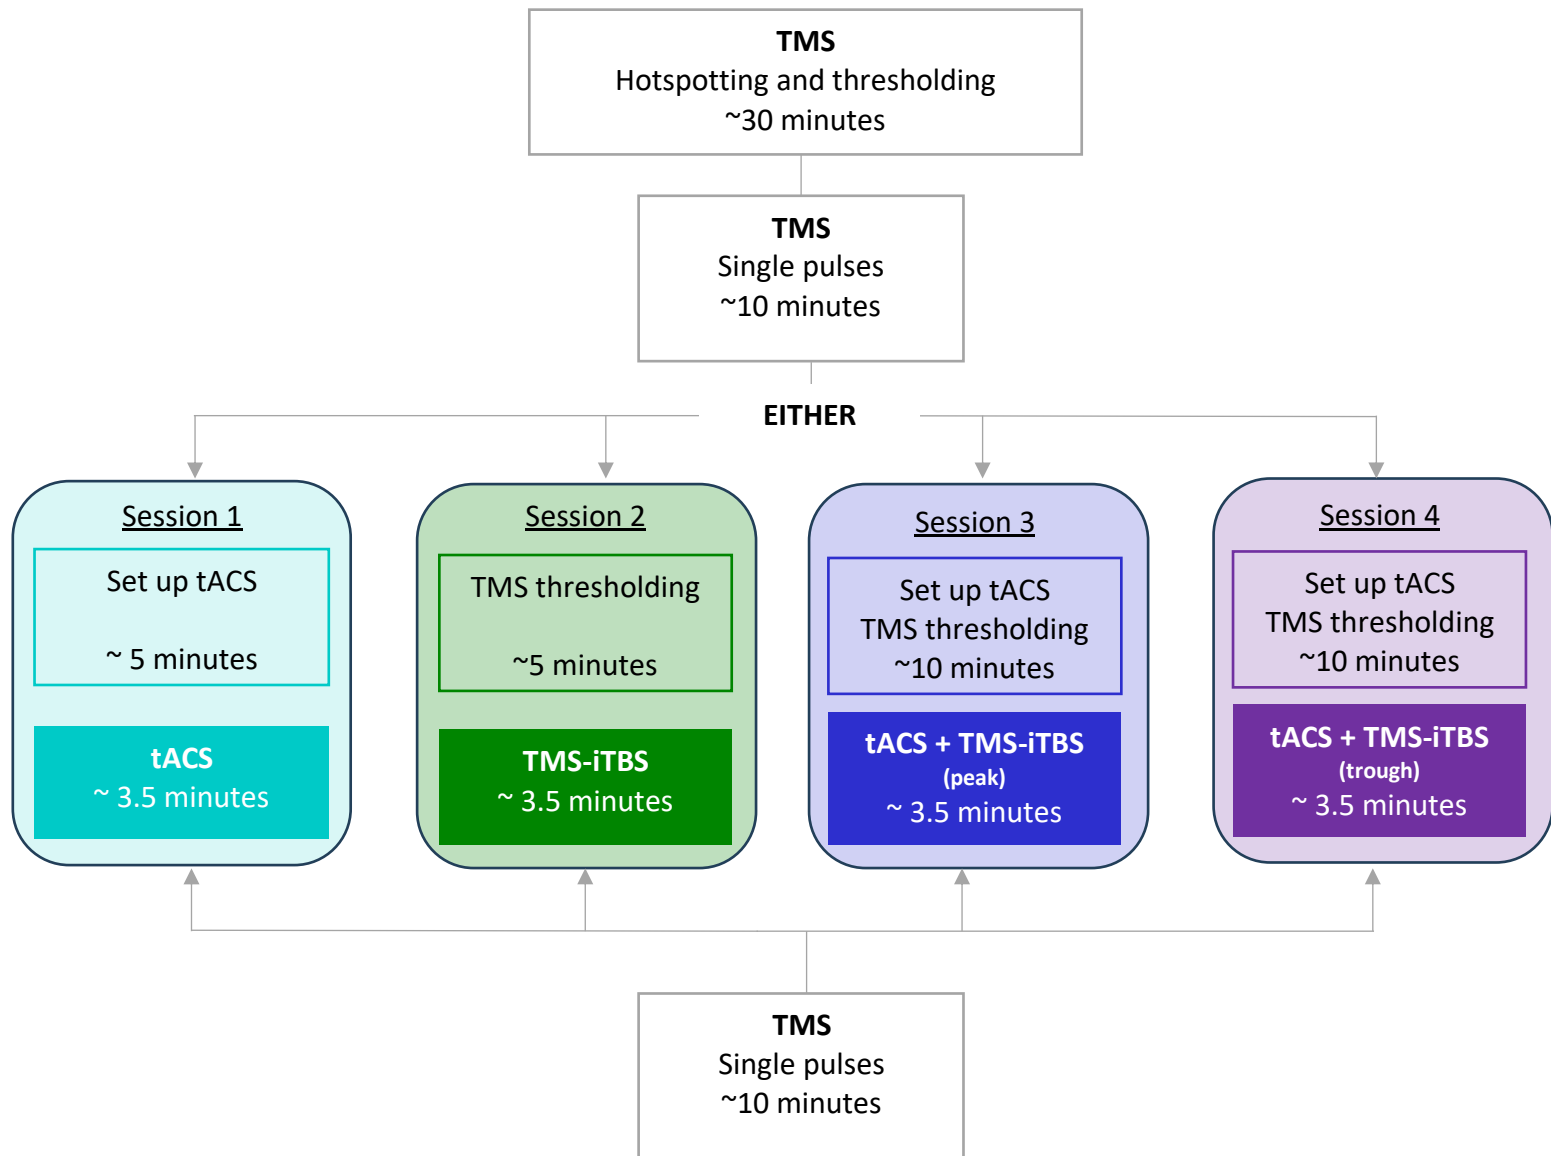 TMS
Hotspotting and thresholding
~30 minutes
TMS
Single pulses
~10 minutes
EITHER
Session 1
Set up tACS
~ 5 minutes
tACS
~ 3.5 minutes
Session 2
TMS thresholding
~5 minutes
TMS-iTBS
~ 3.5 minutes
Session 3
Set up tACS
TMS thresholding
~10 minutes
tACS + TMS-iTBS
(peak)
~ 3.5 minutes
Session 4
Set up tACS
TMS thresholding
~10 minutes
tACS + TMS-iTBS
(trough)
~ 3.5 minutes
TMS
Single pulses
~10 minutes